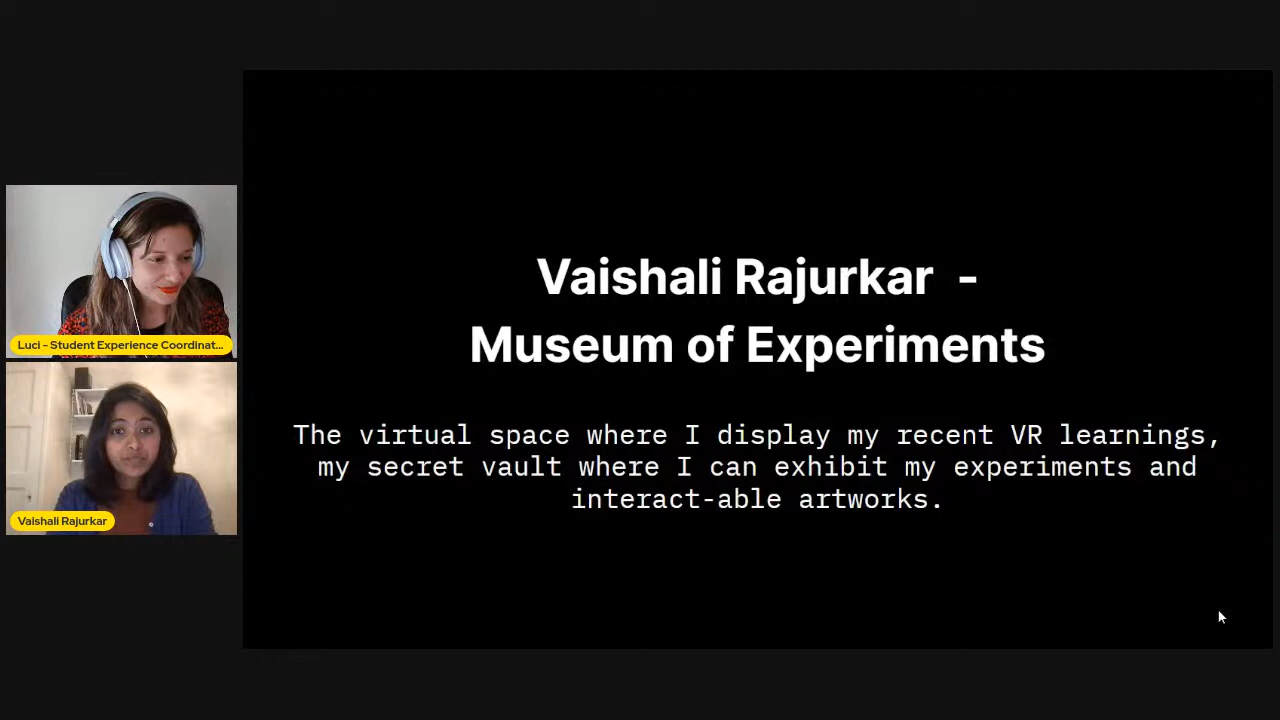 Luci - Student Experience Coordinat...
Vaishali Rajurkar
Vaishali Rajurkar -
Museum of Experiments
The virtual space where I display my recent VR learnings,
my secret vault where I can exhibit my experiments and
interact-able artworks.